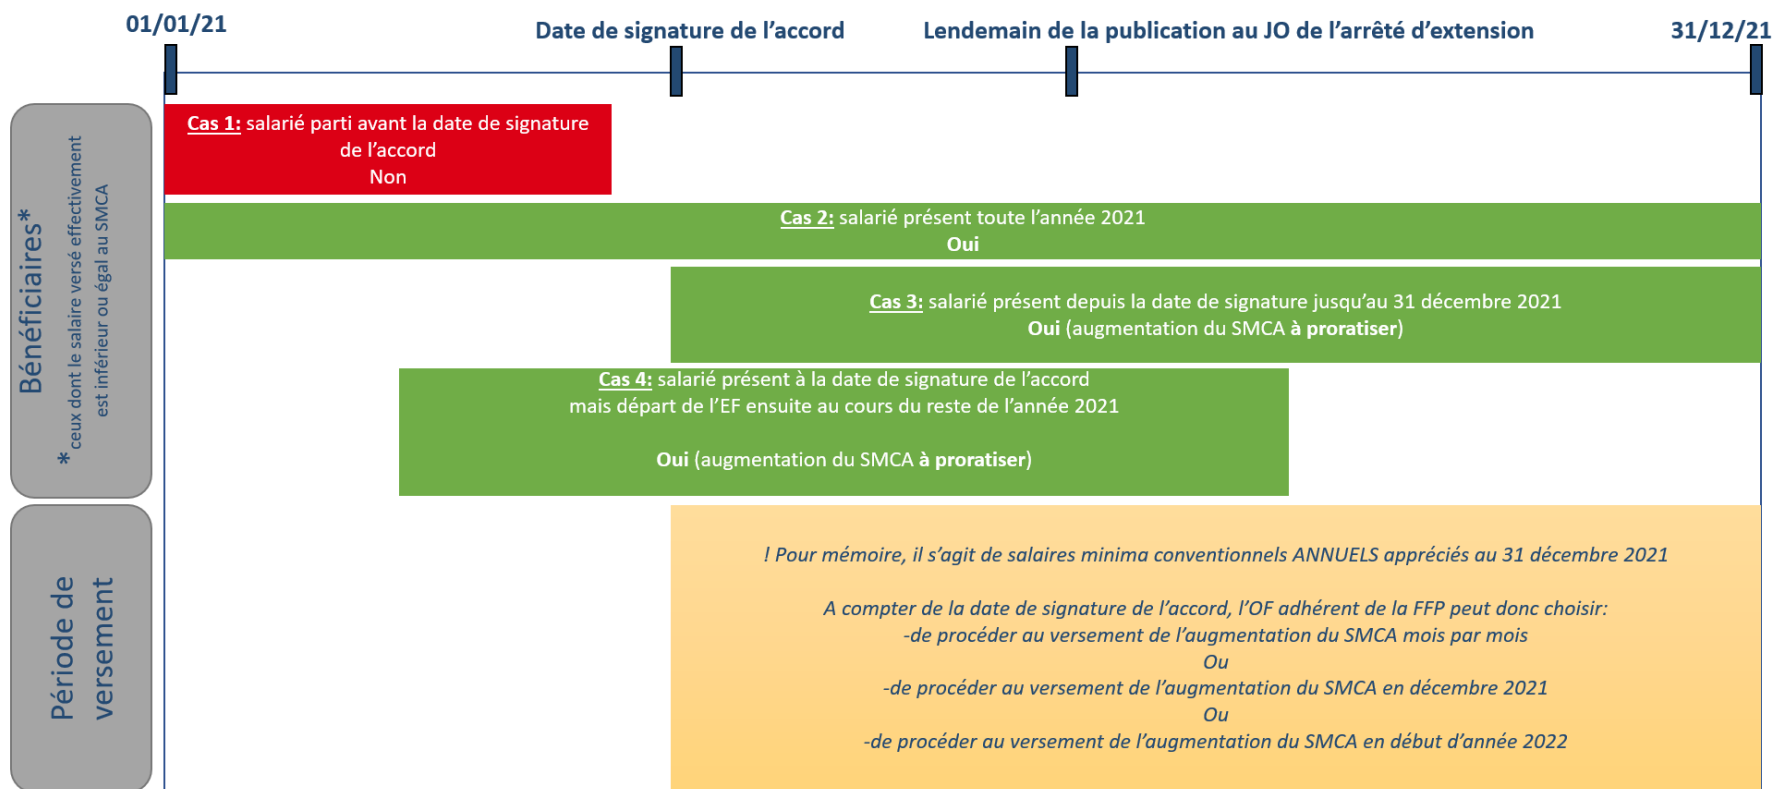 01/01/21
Date de signature de l’accord
Lendemain de la publication au JO de l’arrêté d’extension
31/12/21
Bénéficiaires*
*ceux dont le salaire versé effectivement
est inférieur ou égal au SMCA
Cas 1: salarié parti avant la date de signature
de l’accord
Non
Cas 2: salarié présent toute l’année 2021
Oui
Cas 3: salarié présent depuis la date de signature jusqu’au 31 décembre 2021
Oui (augmentation du SMCA à proratiser)
Cas 4: salarié présent à la date de signature de l’accord
mais départ de l’EF ensuite au cours du reste de l’année 2021
Oui (augmentation du SMCA à proratiser)
Période de
versement
! Pour mémoire, il s’agit de salaires minima conventionnels ANNUELS appréciés au 31 décembre 2021
A compter de la date de signature de l’accord, l’OF adhérent de la FFP peut donc choisir:
-de procéder au versement de l’augmentation du SMCA mois par mois
Ou
-de procéder au versement de l’augmentation du SMCA en décembre 2021
Ou
-de procéder au versement de l’augmentation du SMCA en début d’année 2022